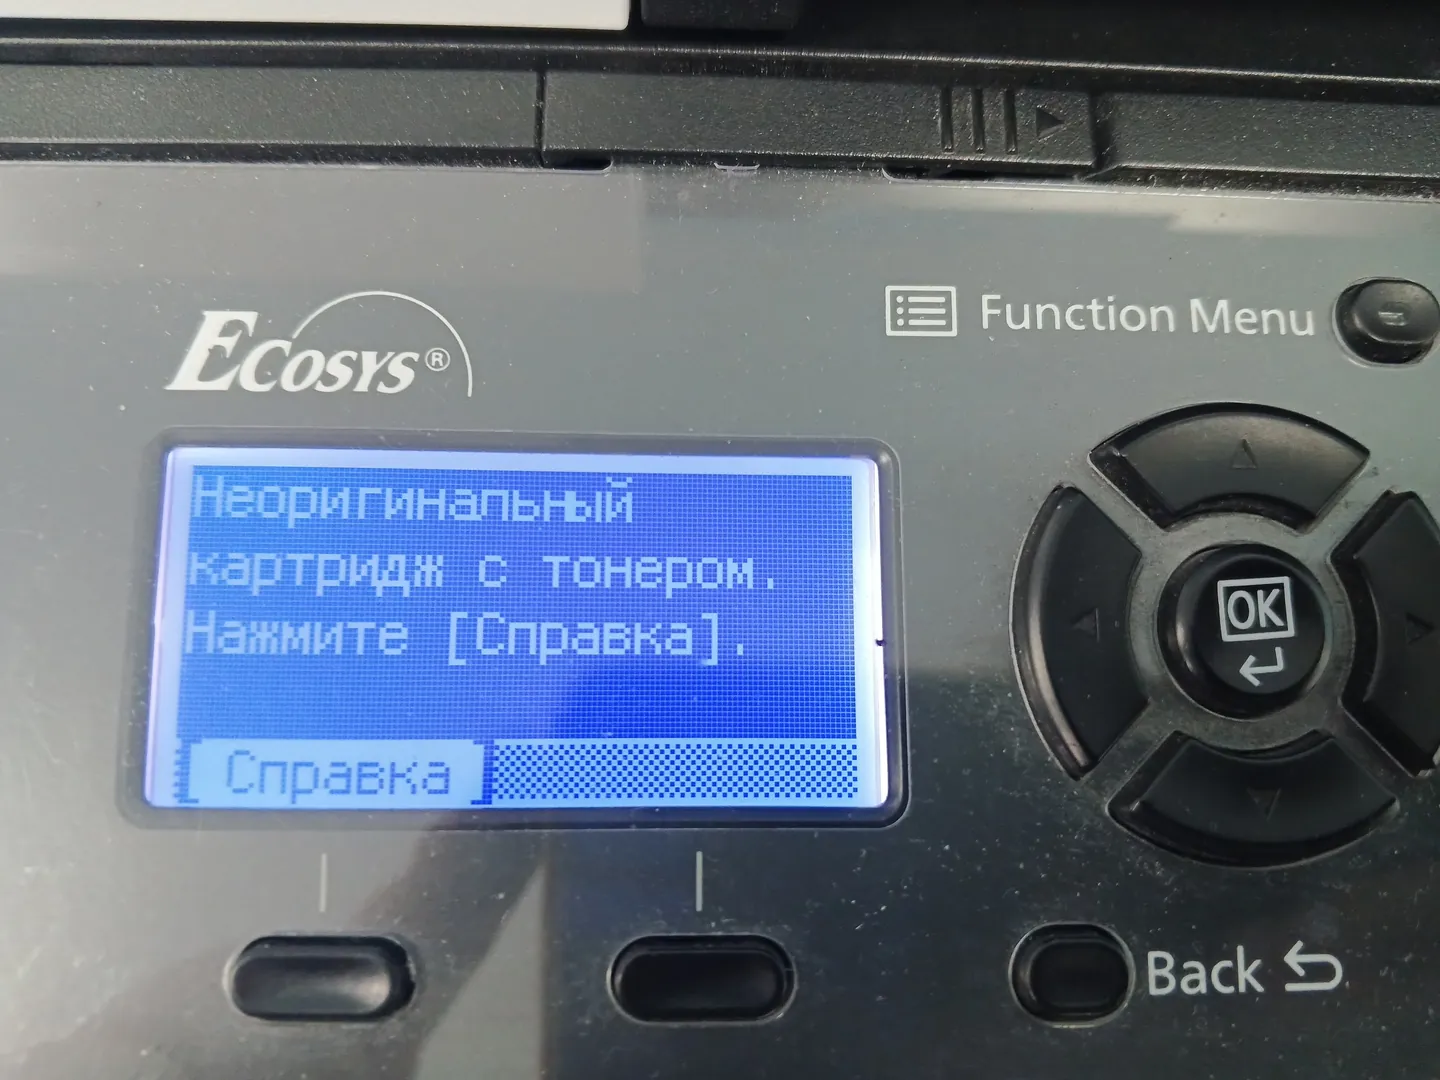 ECOSYS®
Function Menu
Неоригинальный
картридж с тонером.
Нажмите [Справка].
[ Справка ]
OK
Back